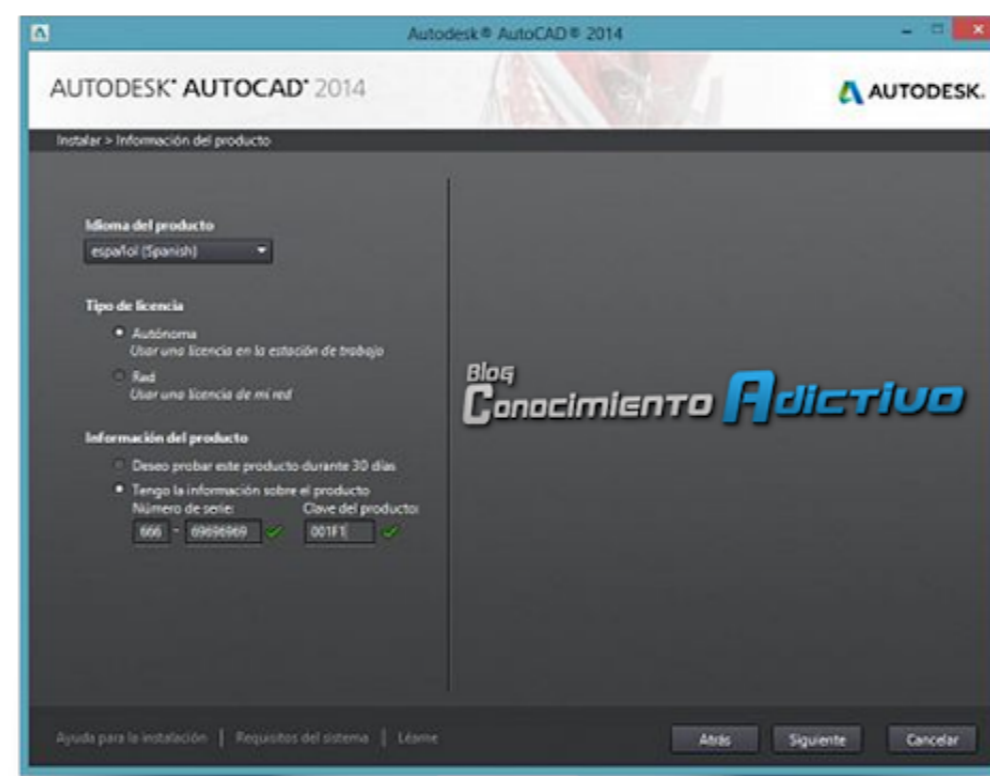 Autodesk® AutoCAD® 2014
AUTODESK® AUTOCAD® 2014
AUTODESK.
Instalar > Información del producto
Idioma del producto
español (Spanish)
Tipo de licencia
Autónoma
Usar una licencia en la estación de trabajo
Red
Usar una licencia de mi red
Información del producto
Deseo probar este producto durante 30 días
Tengo la información sobre el producto
Número de serie: Clave del producto:
666 - 69696969 001F1
Blog
Conocimiento Adictivo
Ayuda para la instalación | Requisitos del sistema | Léame
Atrás Siguiente Cancelar